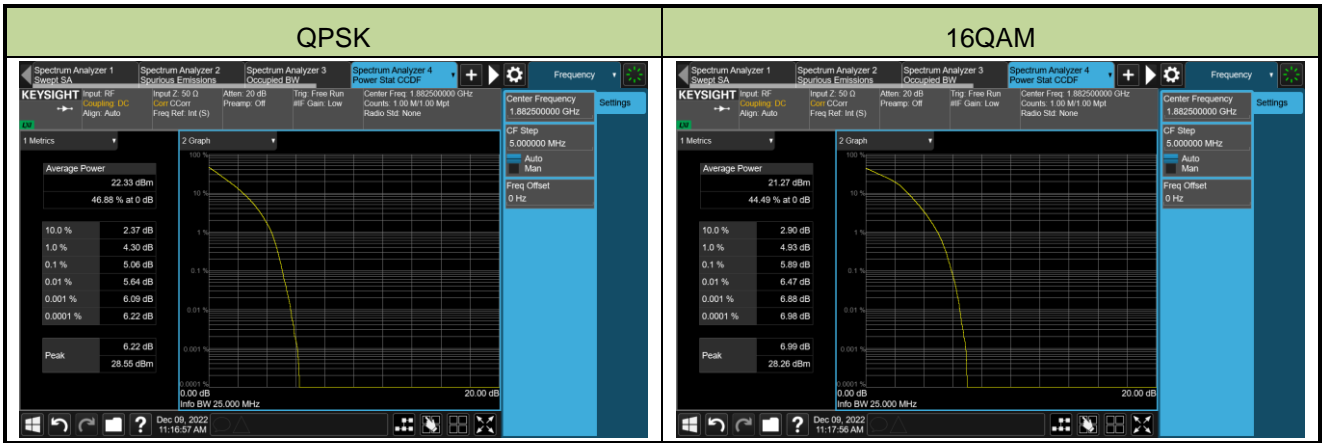 QPSK
16QAM
Spectrum Analyzer 1
Swept SA
Spectrum Analyzer 2
Spurious Emissions
Spectrum Analyzer 3
Occupied BW
Spectrum Analyzer 4
Power Stat CCDF
+
Frequency
KEYSIGHT
Input: RF
Coupling: DC
Align: Auto
Input Z: 50 Ω
Corr CCorr
Freq Ref: Int (S)
Atten: 20 dB
Preamp: Off
Trig: Free Run
#IF Gain: Low
Center Freq: 1.882500000 GHz
Counts: 1.00 M/1.00 Mpt
Radio Std: None
Center Frequency
1.882500000 GHz
Settings
CF Step
5.000000 MHz
Auto
Man
Freq Offset
0 Hz
1 Metrics
2 Graph
Average Power
22.33 dBm
46.88 % at 0 dB
10.0 % 2.37 dB
1.0 % 4.30 dB
0.1 % 5.06 dB
0.01 % 5.64 dB
0.001 % 6.09 dB
0.0001 % 6.22 dB
Peak
6.22 dB
28.55 dBm
100 %
10 %
1 %
0.1 %
0.01 %
0.001 %
0.0001 %
0.00 dB 20.00 dB
Info BW 25.000 MHz
?
Dec 09, 2022
11:16:57 AM
Spectrum Analyzer 1
Swept SA
Spectrum Analyzer 2
Spurious Emissions
Spectrum Analyzer 3
Occupied BW
Spectrum Analyzer 4
Power Stat CCDF
+
Frequency
KEYSIGHT
Input: RF
Coupling: DC
Align: Auto
Input Z: 50 Ω
Corr CCorr
Freq Ref: Int (S)
Atten: 20 dB
Preamp: Off
Trig: Free Run
#IF Gain: Low
Center Freq: 1.882500000 GHz
Counts: 1.00 M/1.00 Mpt
Radio Std: None
Center Frequency
1.882500000 GHz
Settings
CF Step
5.000000 MHz
Auto
Man
Freq Offset
0 Hz
1 Metrics
2 Graph
Average Power
21.27 dBm
44.49 % at 0 dB
10.0 % 2.90 dB
1.0 % 4.93 dB
0.1 % 5.89 dB
0.01 % 6.47 dB
0.001 % 6.88 dB
0.0001 % 6.98 dB
Peak
6.99 dB
28.26 dBm
100 %
10 %
1 %
0.1 %
0.01 %
0.001 %
0.0001 %
0.00 dB 20.00 dB
Info BW 25.000 MHz
?
Dec 09, 2022
11:17:56 AM